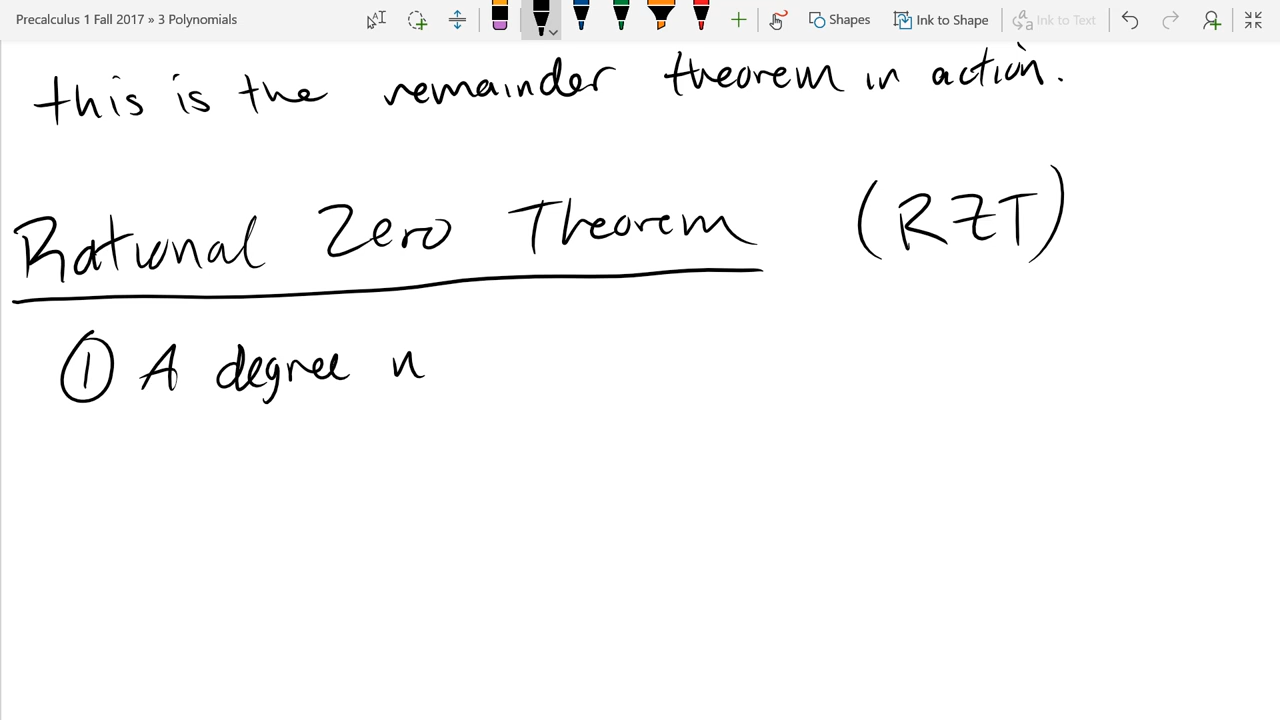 Precalculus 1 Fall 2017 » 3 Polynomials Shapes Ink to Shape Ink to Text
this is the remainder theorem in action.
Rational Zero Theorem (RZT)
① A degree n